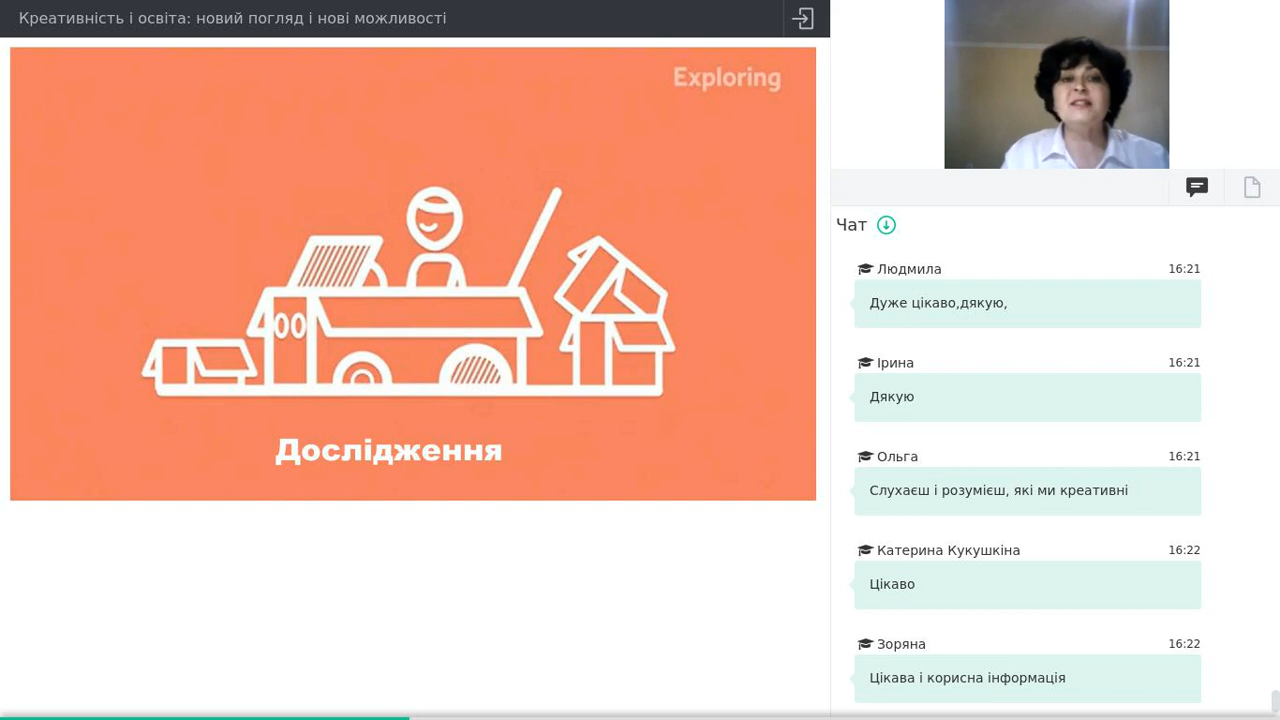 Креативність і освіта: новий погляд і нові можливості
Exploring
Дослідження
Чат
Людмила 16:21
Дуже цікаво,дякую,
Ірина 16:21
Дякую
Ольга 16:21
Слухаєш і розумієш, які ми креативні
Катерина Кукушкіна 16:22
Цікаво
Зоряна 16:22
Цікава і корисна інформація